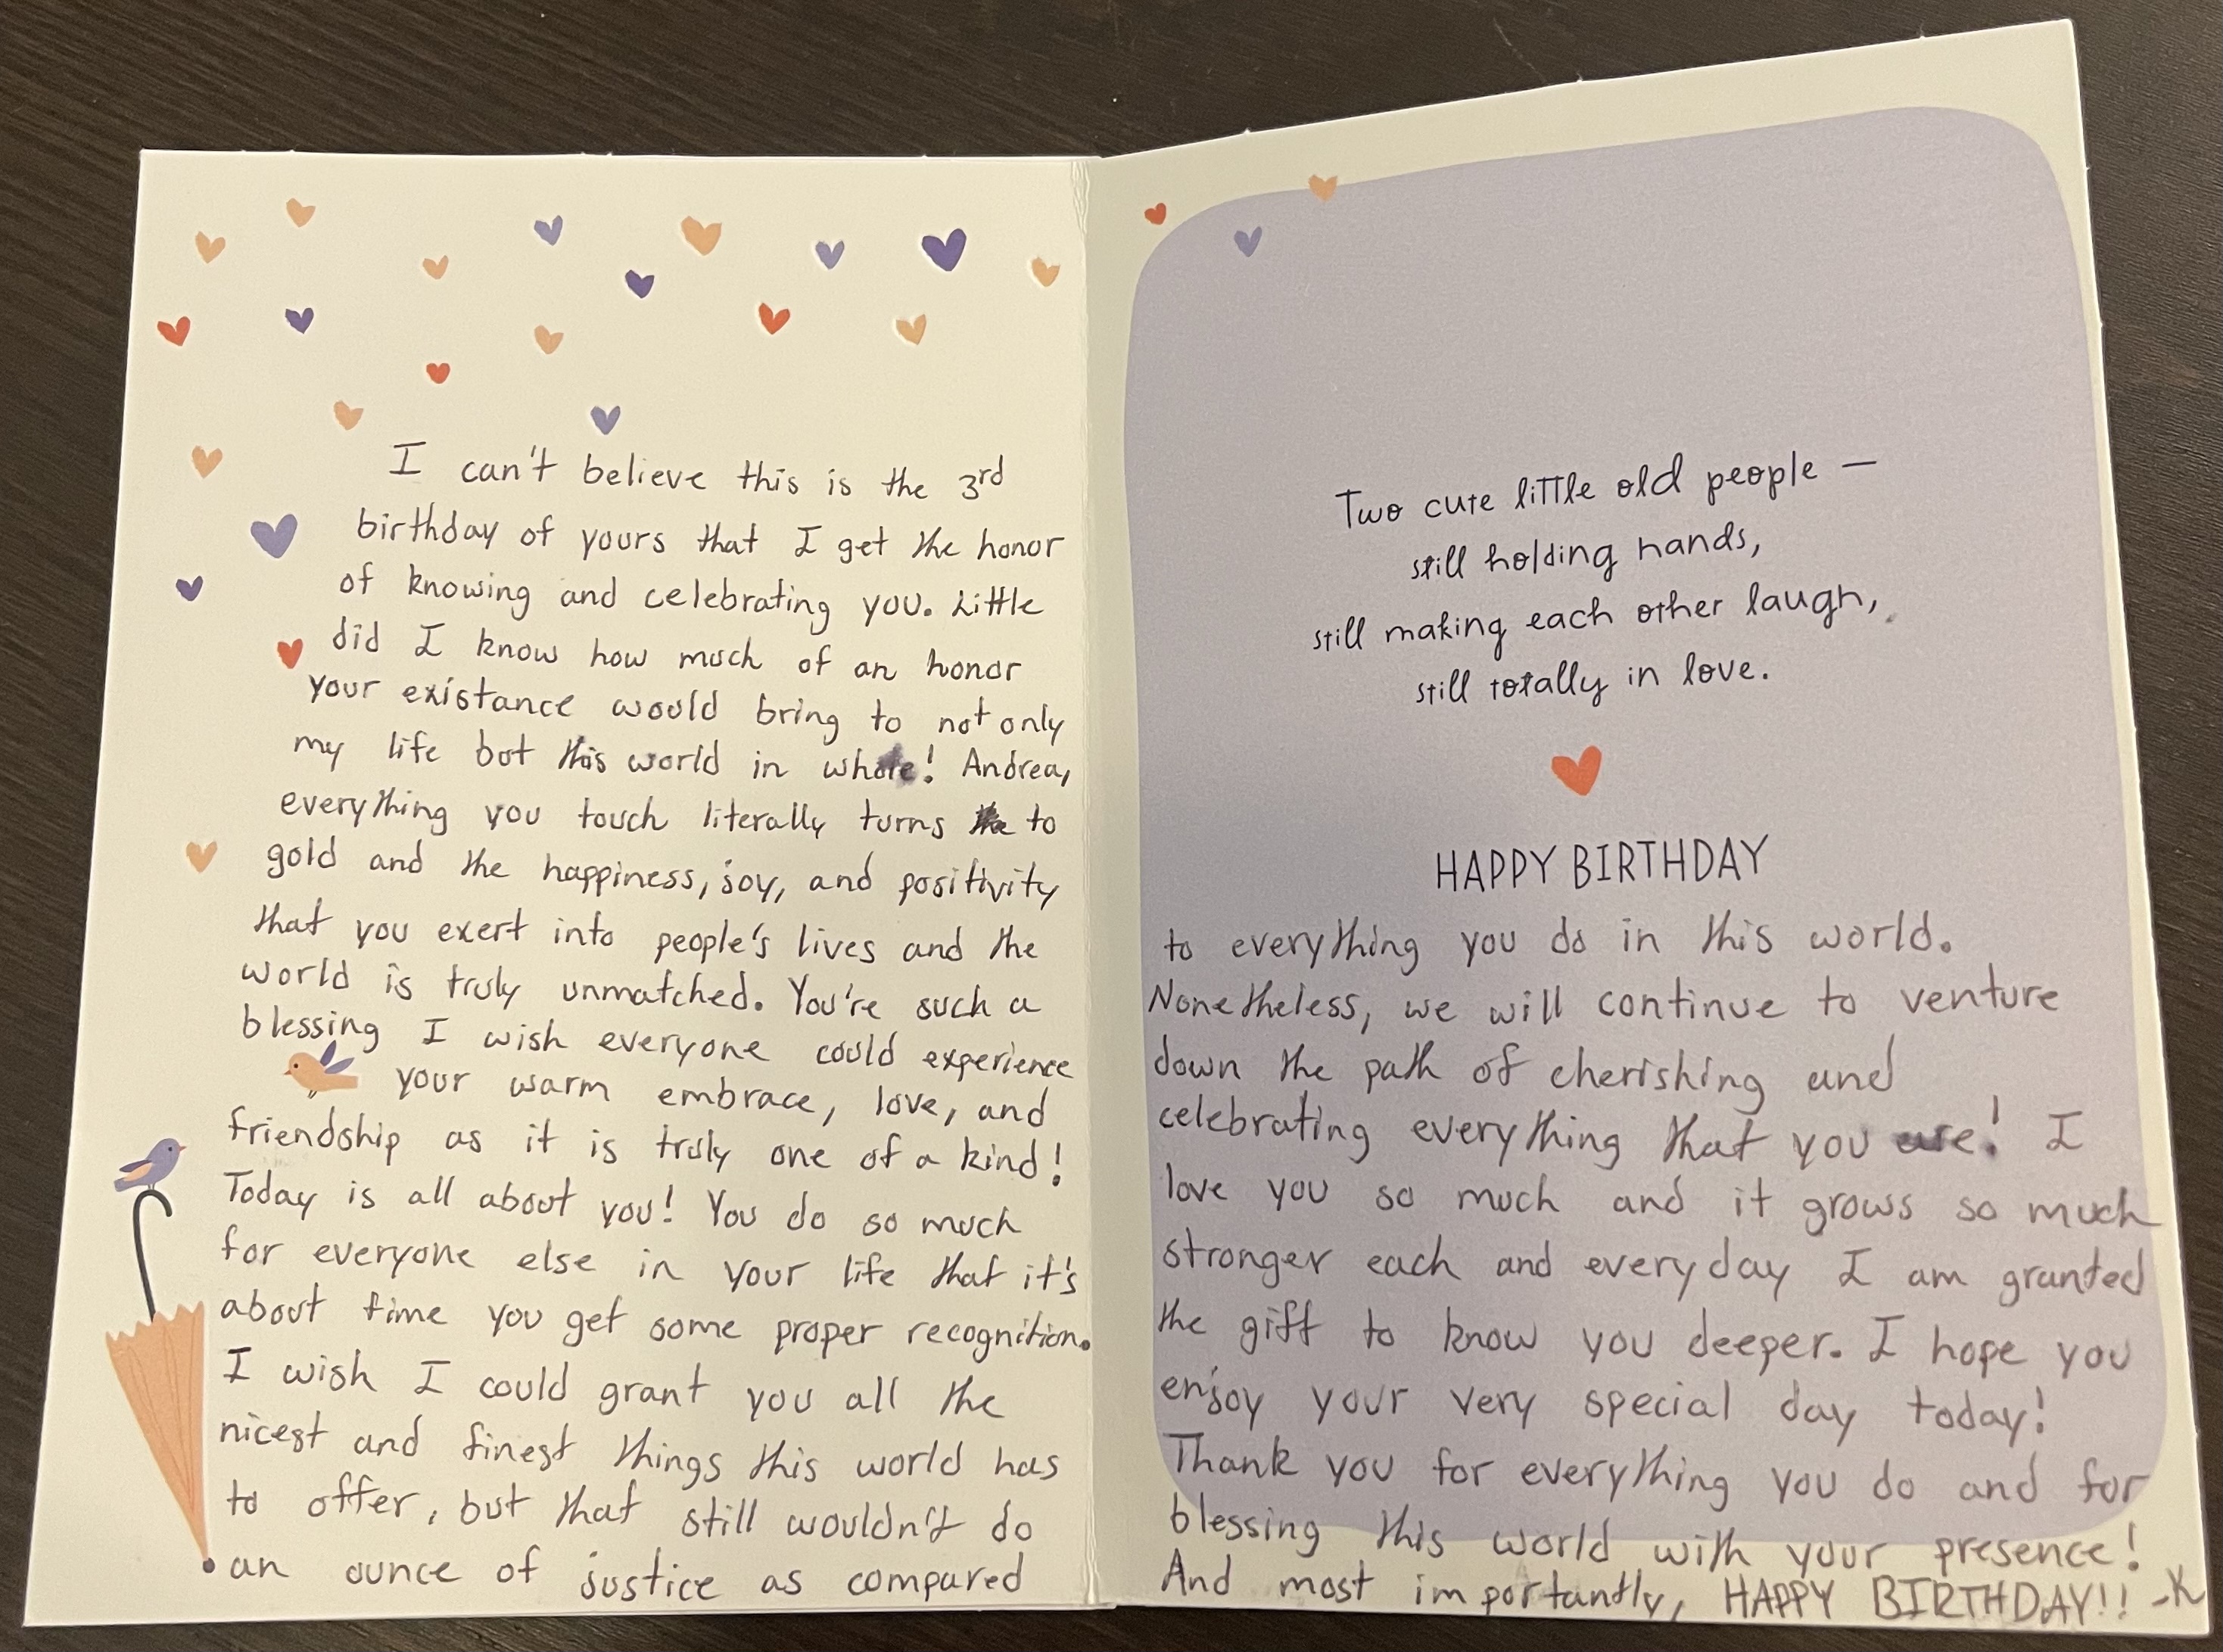 I can't believe this is the 3rd
birthday of yours that I get the honor
of knowing and celebrating you. Little
did I know how much of an honor
your existance would bring to not only
my life but this world in whole! Andrea,
everything you touch literally turns to
gold and the happiness, joy, and positivity
that you exert into people's lives and the
world is truly unmatched. You're such a
blessing I wish everyone could experience
your warm embrace, love, and
friendship as it is truly one of a kind!
Today is all about you! You do so much
for everyone else in your life that it's
about time you get some proper recognition.
I wish I could grant you all the
nicest and finest things this world has
to offer, but that still wouldn't do
an ounce of justice as compared
Two cute little old people —
still holding hands,
still making each other laugh,
still totally in love.
HAPPY BIRTHDAY
to everything you do in this world.
Nonetheless, we will continue to venture
down the path of cherishing and
celebrating everything that you are! I
love you so much and it grows so much
stronger each and everyday I am granted
the gift to know you deeper. I hope you
enjoy your very special day today!
Thank you for everything you do and for
blessing this world with your presence!
And most importantly, HAPPY BIRTHDAY!! -K